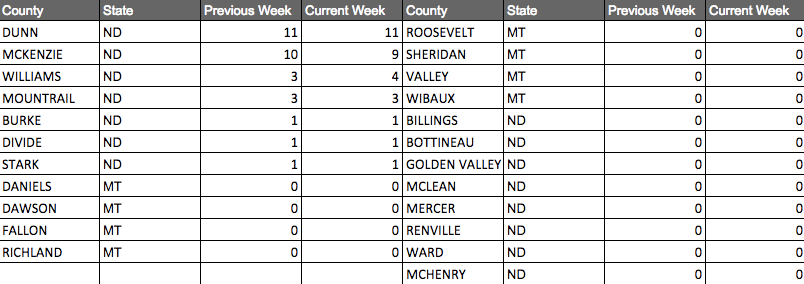 County State Previous Week Current Week County State Previous Week Current Week
DUNN ND 11 11 ROOSEVELT MT 0 0
MCKENZIE ND 10 9 SHERIDAN MT 0 0
WILLIAMS ND 3 4 VALLEY MT 0 0
MOUNTRAIL ND 3 3 WIBAUX MT 0 0
BURKE ND 1 1 BILLINGS ND 0 0
DIVIDE ND 1 1 BOTTINEAU ND 0 0
STARK ND 1 1 GOLDEN VALLEY ND 0 0
DANIELS MT 0 0 MCLEAN ND 0 0
DAWSON MT 0 0 MERCER ND 0 0
FALLON MT 0 0 RENVILLE ND 0 0
RICHLAND MT 0 0 WARD ND 0 0
MCHENRY ND 0 0